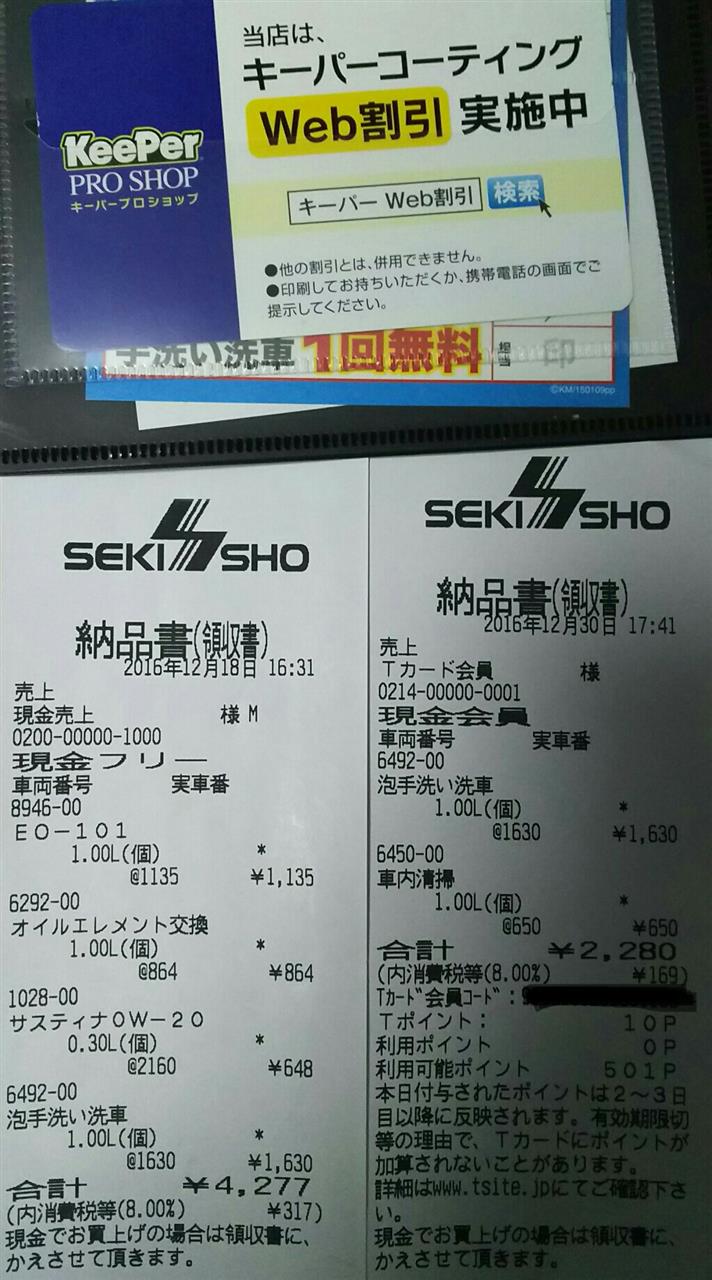 当店は、
キーパーコーティング
Web割引 実施中
KeePer
PRO SHOP
キーパープロショップ
キーパー Web割引 検索
●他の割引とは、併用できません。
●印刷してお持ちいただくか、携帯電話の画面でご
提示してください。
手洗い洗車 1回無料
担当 印
©KM/150109pp
SEKI SHO
納品書(領収書)
2016年12月18日 16:31
売上
現金売上 様 M
0200-00000-1000
現金フリー
車両番号 実車番
8946-00
EO-101
1.00L(個) *
@1135 ¥1,135
6292-00
オイルエレメント交換
1.00L(個) *
@864 ¥864
1028-00
サスティナ0W-20
0.30L(個) *
@2160 ¥648
6492-00
泡手洗い洗車
1.00L(個) *
@1630 ¥1,630
合計 ¥4,277
(内消費税等(8.00%) ¥317)
現金でお買上げの場合は領収書に、
かえさせて頂きます。
SEKI SHO
納品書(領収書)
2016年12月30日 17:41
売上
Tカード会員 様
0214-00000-0001
現金会員
車両番号 実車番
6492-00
泡手洗い洗車
1.00L(個) *
@1630 ¥1,630
6450-00
車内清掃
1.00L(個) *
@650 ¥650
合計 ¥2,280
(内消費税等(8.00%) ¥169)
Tカード会員コード:
Tポイント: 10P
利用ポイント 0P
利用可能ポイント 501P
本日付与されたポイントは2〜3日
目以降に反映されます。有効期限切
等の理由で、Tカードにポイントが
加算されないことがあります。
詳細はwww.tsite.jpにてご確認下さ
い。
現金でお買上げの場合は領収書に、
かえさせて頂きます。